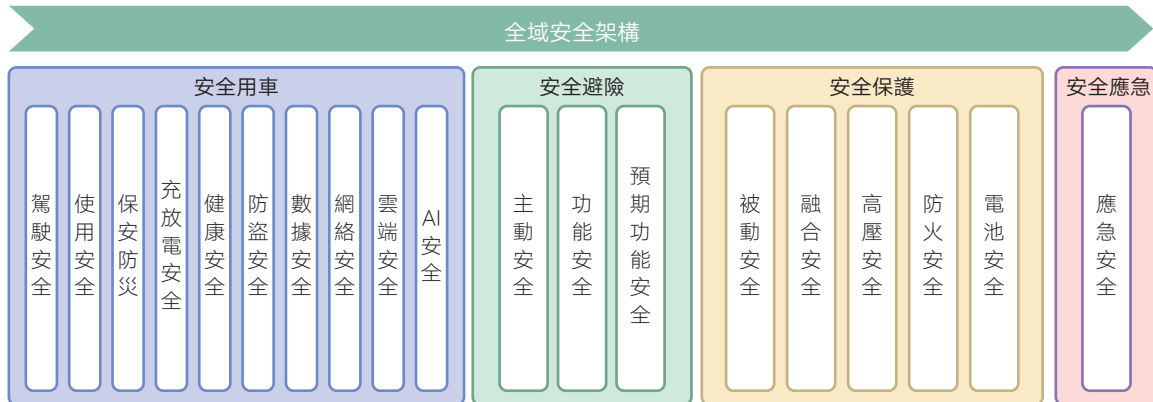 全域安全架構
安全用車
駕駛安全
使用安全
保安防災
充放電安全
健康安全
防盜安全
數據安全
網絡安全
雲端安全
AI安全
安全避險
主動安全
功能安全
預期功能安全
安全保護
被動安全
融合安全
高壓安全
防火安全
電池安全
安全應急
應急安全